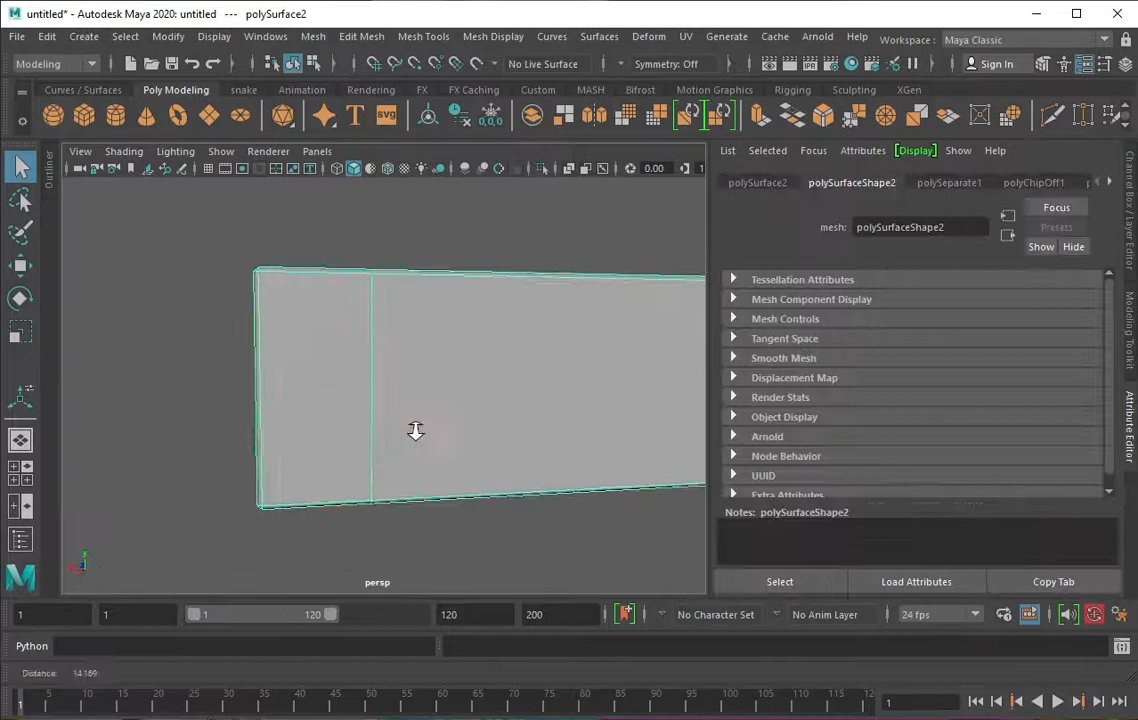 untitled* - Autodesk Maya 2020: untitled --- polySurface2
File Edit Create Select Modify Display Windows Mesh Edit Mesh Mesh Tools Mesh Display Curves Surfaces Deform UV Generate Cache Arnold Help Workspace : Maya Classic
Modeling No Live Surface Symmetry: Off Sign In
Curves / Surfaces Poly Modeling snake Animation Rendering FX FX Caching Custom MASH Bifrost Motion Graphics Rigging Sculpting XGen
svg 0,0,0
View Shading Lighting Show Renderer Panels
0.00 1
List Selected Focus Attributes Display Show Help
polySurface2 polySurfaceShape2 polySeparate1 polyChipOff1
Focus
Presets
mesh: polySurfaceShape2
Show Hide
Tessellation Attributes
Mesh Component Display
Mesh Controls
Tangent Space
Smooth Mesh
Displacement Map
Render Stats
Object Display
Arnold
Node Behavior
UUID
Extra Attributes
Notes: polySurfaceShape2
Select Load Attributes Copy Tab
Outliner
Channel Box / Layer Editor
Modeling Toolkit
Attribute Editor
y
persp
1 1 1 120 120 200 No Character Set No Anim Layer 24 fps
Python
Distance: 14.169
1 5 10 15 20 25 30 35 40 45 50 55 60 65 70 75 80 85 90 95 100 105 110 115 12 1